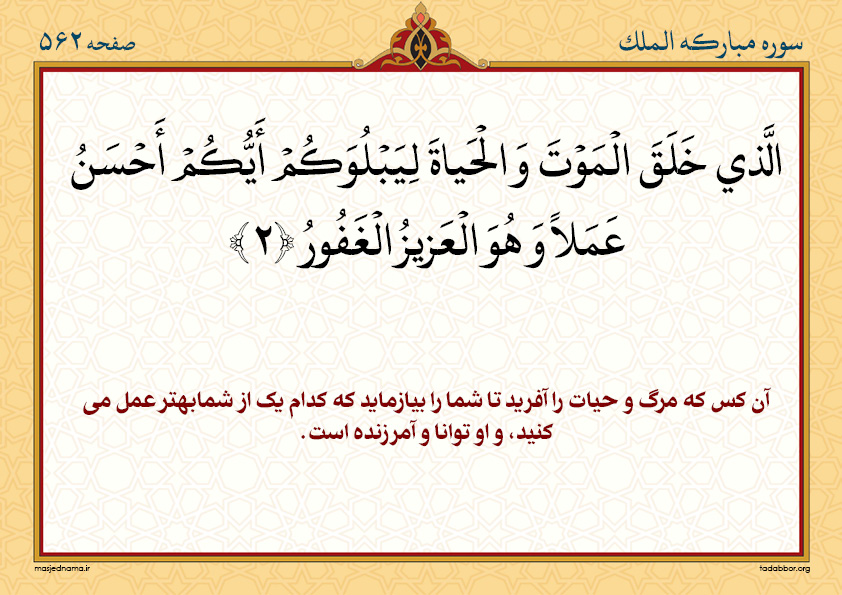 سوره مبارکه الملك
صفحه ۵۶۲
الَّذي خَلَقَ الْمَوْتَ وَ الْحَياةَ لِيَبْلُوَكُمْ أَيُّكُمْ أَحْسَنُ
عَمَلاً وَ هُوَ الْعَزيزُ الْغَفُورُ ﴿۲﴾
آن کس که مرگ و حیات را آفرید تا شما را بیازماید که کدام یک از شمابهتر عمل می
کنید، و او توانا و آمرزنده است.
masjednama.ir
tadabbor.org